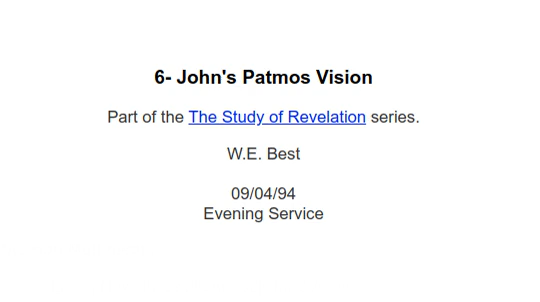 6- John's Patmos Vision
Part of the The Study of Revelation series.
W.E. Best
09/04/94
Evening Service